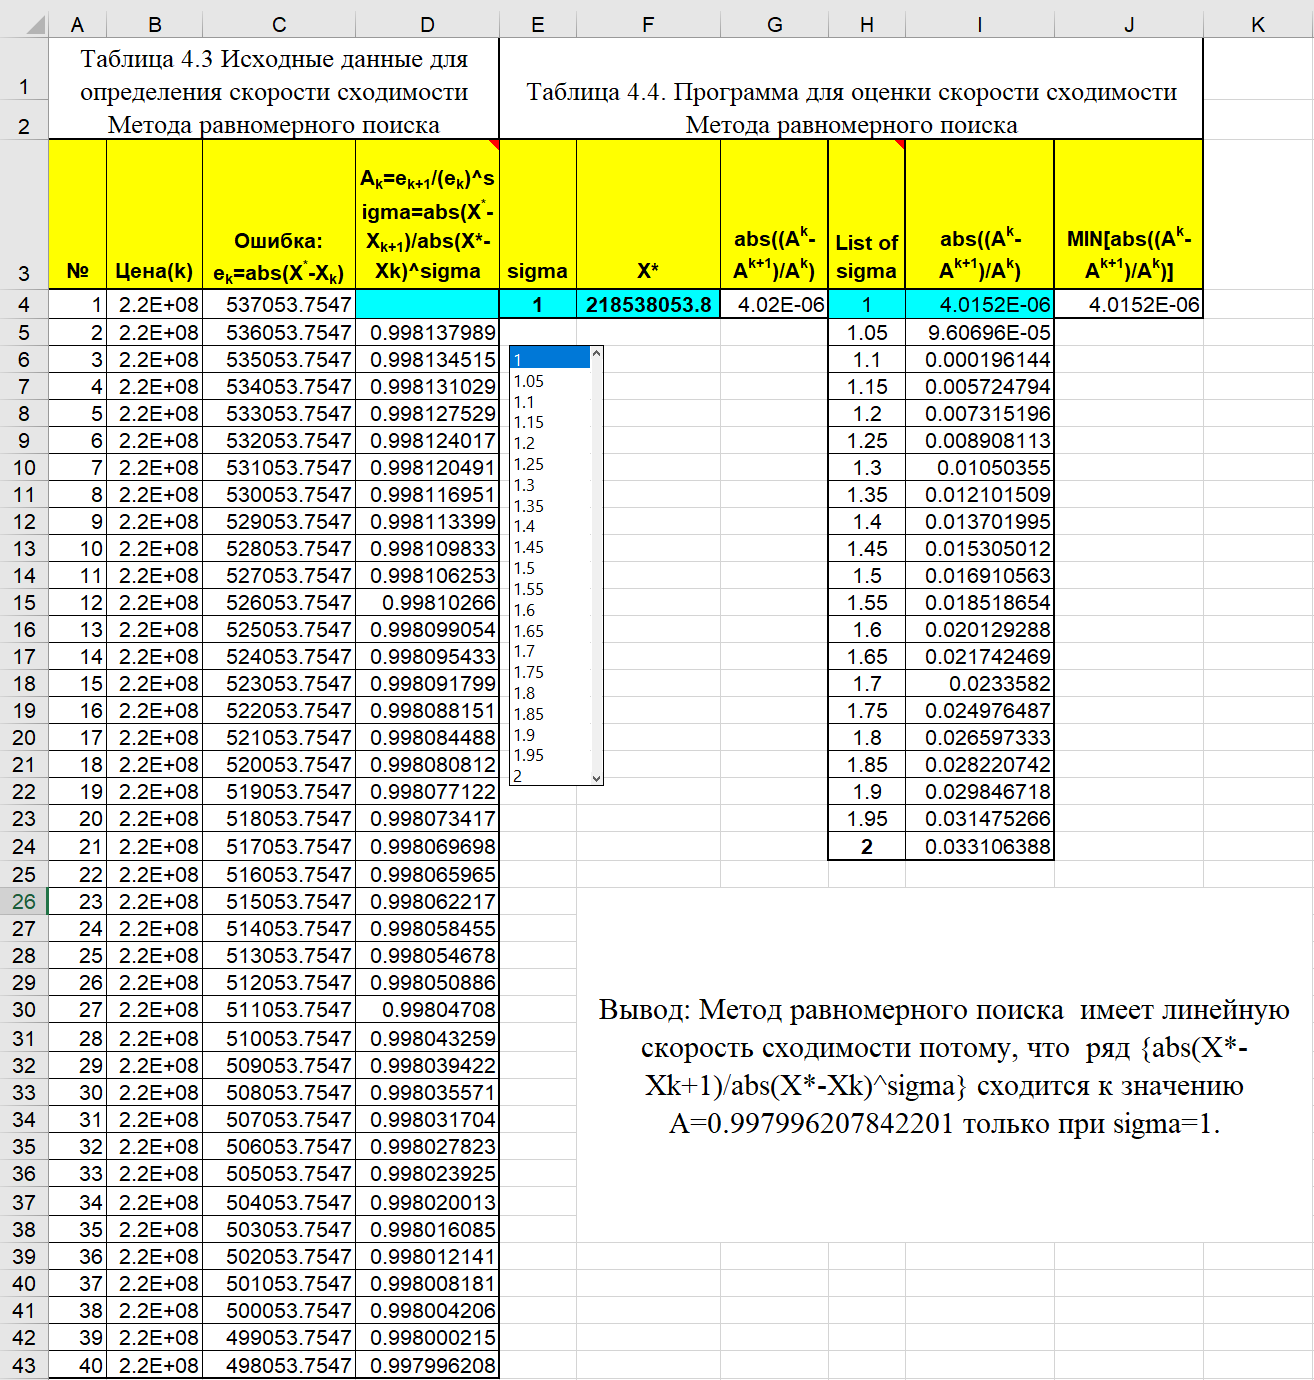 A B C D E F G H I J K
1 Таблица 4.3 Исходные данные для
определения скорости сходимости
2 Метода равномерного поиска
Таблица 4.4. Программа для оценки скорости сходимости
Метода равномерного поиска
3 № Цена(k)
Ошибка:
ek=abs(X*-Xk)
Ak=ek+1/(ek)^s
igma=abs(X*-
Xk+1)/abs(X*-
Xk)^sigma
sigma
X*
abs((A^k-
A^k+1)/A^k)
List of
sigma
abs((A^k-
A^k+1)/A^k)
MIN[abs((A^k-
A^k+1)/A^k)]
4 1 2.2E+08 537053.7547 1 218538053.8 4.02E-06 1 4.0152E-06 4.0152E-06
5 2 2.2E+08 536053.7547 0.998137989 1.05 9.60696E-05
6 3 2.2E+08 535053.7547 0.998134515 1 1.1 0.000196144
7 4 2.2E+08 534053.7547 0.998131029 1.05 1.15 0.005724794
8 5 2.2E+08 533053.7547 0.998127529 1.1 1.2 0.007315196
1.15
9 6 2.2E+08 532053.7547 0.998124017 1.2 1.25 0.008908113
10 7 2.2E+08 531053.7547 0.998120491 1.25 1.3 0.01050355
11 8 2.2E+08 530053.7547 0.998116951 1.3 1.35 0.012101509
1.35
12 9 2.2E+08 529053.7547 0.998113399 1.4 1.4 0.013701995
13 10 2.2E+08 528053.7547 0.998109833 1.45 1.45 0.015305012
14 11 2.2E+08 527053.7547 0.998106253 1.5 1.5 0.016910563
15 12 2.2E+08 526053.7547 0.99810266 1.55 1.55 0.018518654
1.6
16 13 2.2E+08 525053.7547 0.998099054 1.65 1.6 0.020129288
17 14 2.2E+08 524053.7547 0.998095433 1.7 1.65 0.021742469
18 15 2.2E+08 523053.7547 0.998091799 1.75 1.7 0.0233582
1.8
19 16 2.2E+08 522053.7547 0.998088151 1.85 1.75 0.024976487
20 17 2.2E+08 521053.7547 0.998084488 1.9 1.8 0.026597333
21 18 2.2E+08 520053.7547 0.998080812 1.95 1.85 0.028220742
2
22 19 2.2E+08 519053.7547 0.998077122 1.9 0.029846718
23 20 2.2E+08 518053.7547 0.998073417 1.95 0.031475266
24 21 2.2E+08 517053.7547 0.998069698 2 0.033106388
25 22 2.2E+08 516053.7547 0.998065965
26 23 2.2E+08 515053.7547 0.998062217
27 24 2.2E+08 514053.7547 0.998058455
28 25 2.2E+08 513053.7547 0.998054678
29 26 2.2E+08 512053.7547 0.998050886
30 27 2.2E+08 511053.7547 0.99804708
31 28 2.2E+08 510053.7547 0.998043259
32 29 2.2E+08 509053.7547 0.998039422
33 30 2.2E+08 508053.7547 0.998035571
34 31 2.2E+08 507053.7547 0.998031704
35 32 2.2E+08 506053.7547 0.998027823
36 33 2.2E+08 505053.7547 0.998023925
37 34 2.2E+08 504053.7547 0.998020013
38 35 2.2E+08 503053.7547 0.998016085
39 36 2.2E+08 502053.7547 0.998012141
40 37 2.2E+08 501053.7547 0.998008181
41 38 2.2E+08 500053.7547 0.998004206
42 39 2.2E+08 499053.7547 0.998000215
43 40 2.2E+08 498053.7547 0.997996208
Вывод: Метод равномерного поиска имеет линейную
скорость сходимости потому, что ряд {abs(X*-
Xk+1)/abs(X*-Xk)^sigma} сходится к значению
A=0.997996207842201 только при sigma=1.